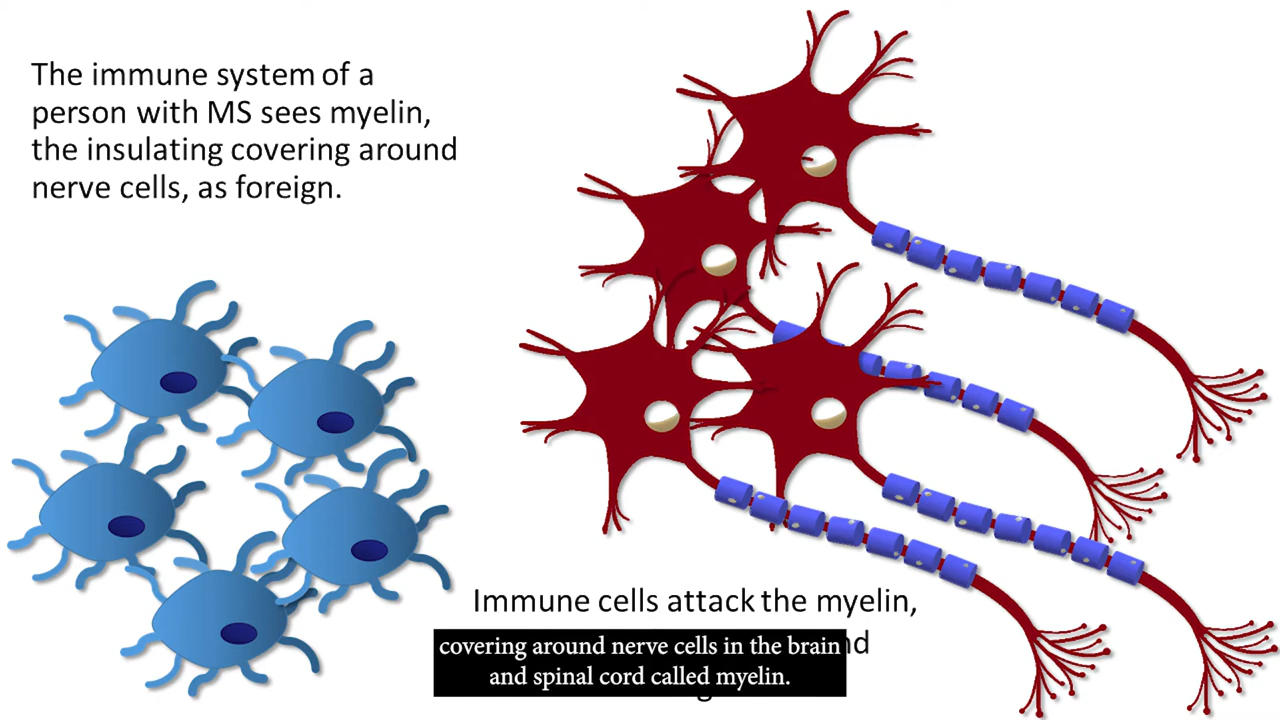 The immune system of a
person with MS sees myelin,
the insulating covering around
nerve cells, as foreign.
Immune cells attack the myelin,
covering around nerve cells in the brain
and spinal cord called myelin.